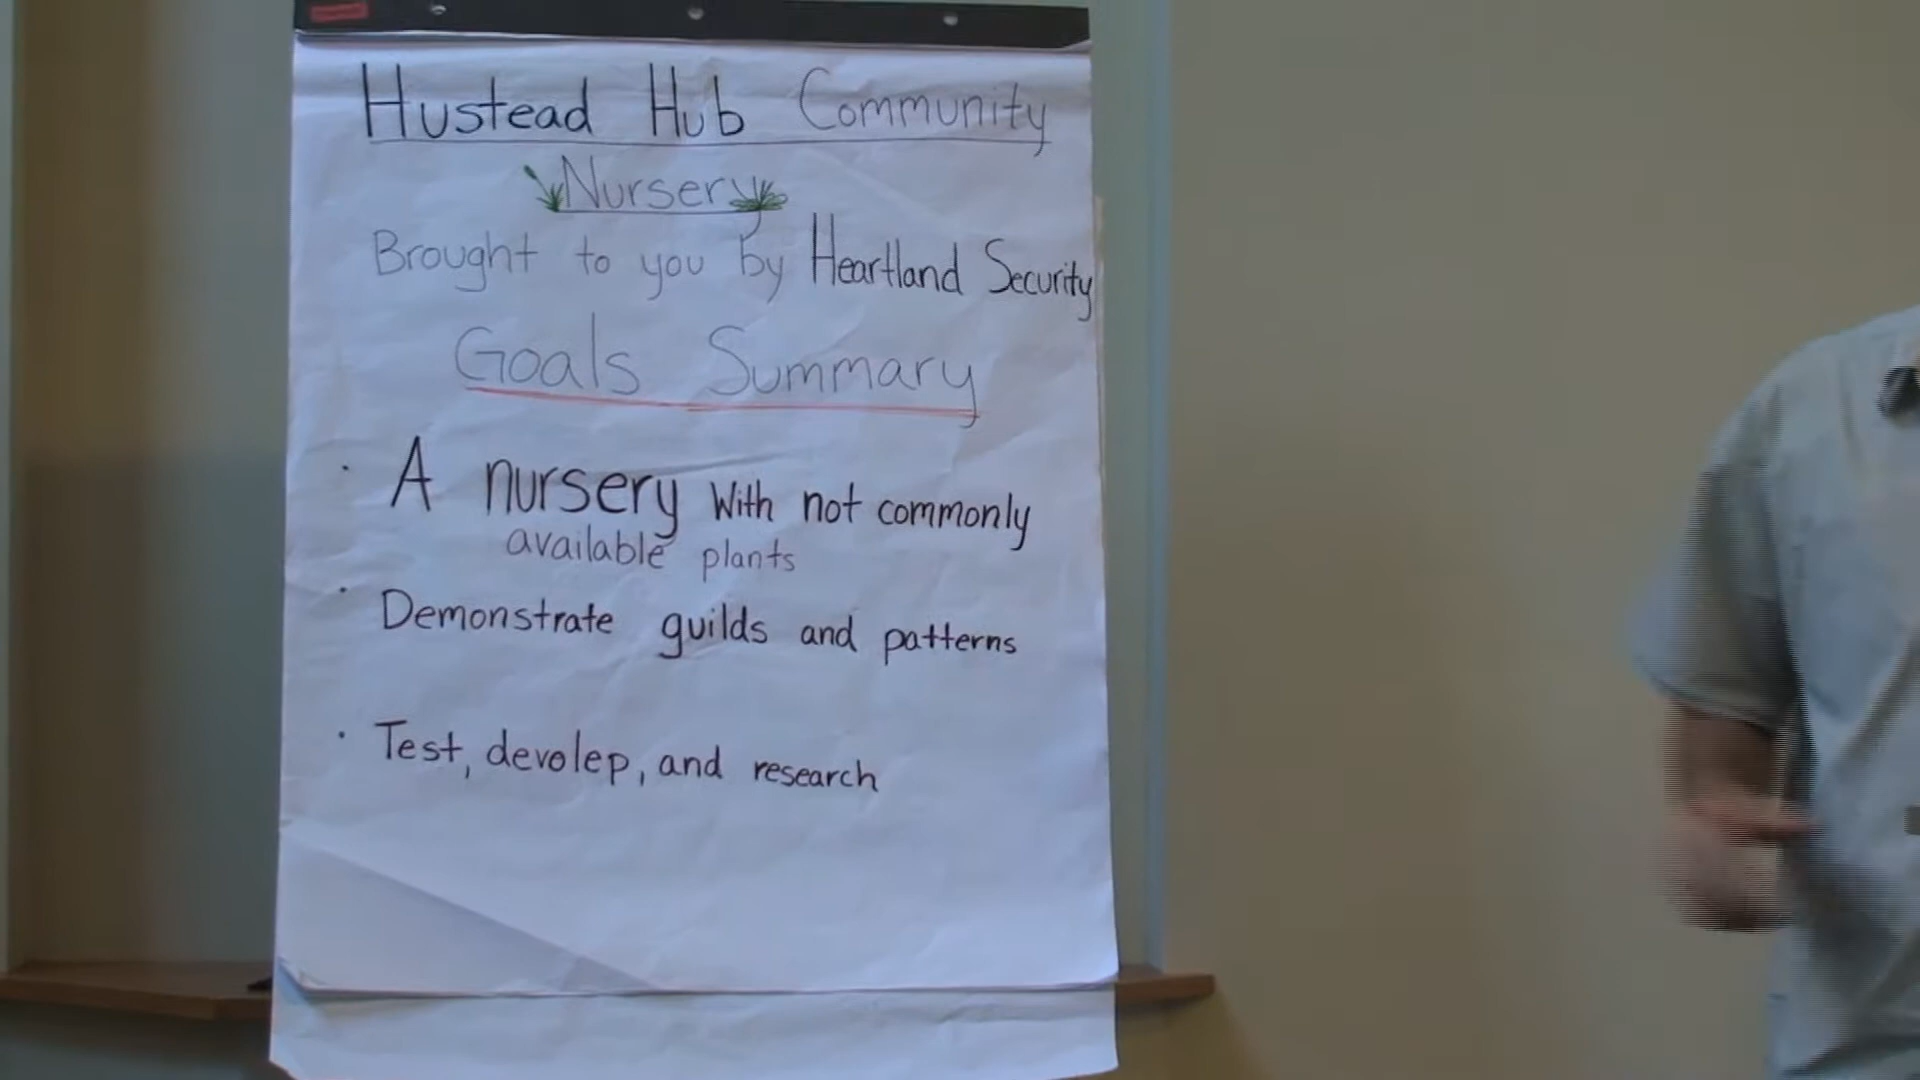 Hustead Hub Community
Nursery
Brought to you by Heartland Security
Goals Summary
· A nursery with not commonly
available plants
· Demonstrate guilds and patterns
· Test, devolep, and research